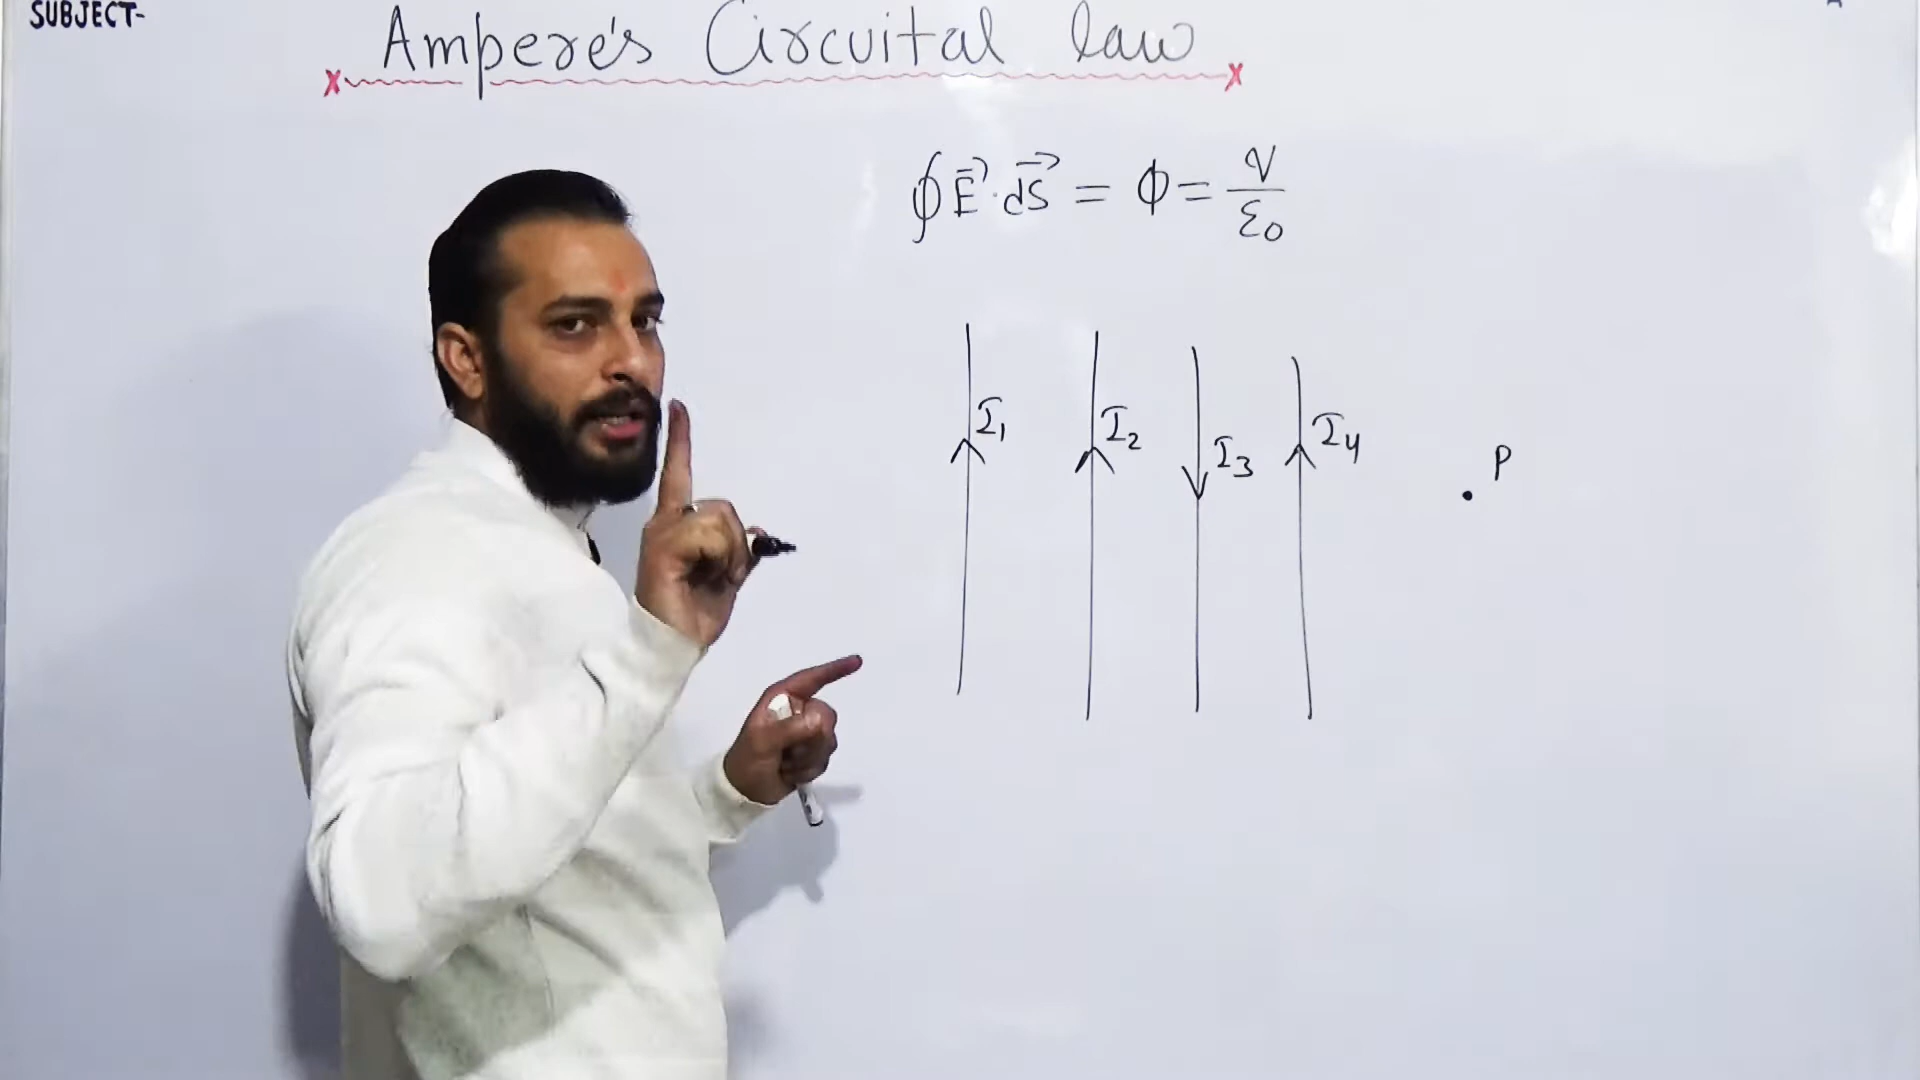 SUBJECT-
Ampere's Circuital law
∮E⃗·dS⃗ = Φ = q/ε₀
I₁ I₂ I₃ I₄ P